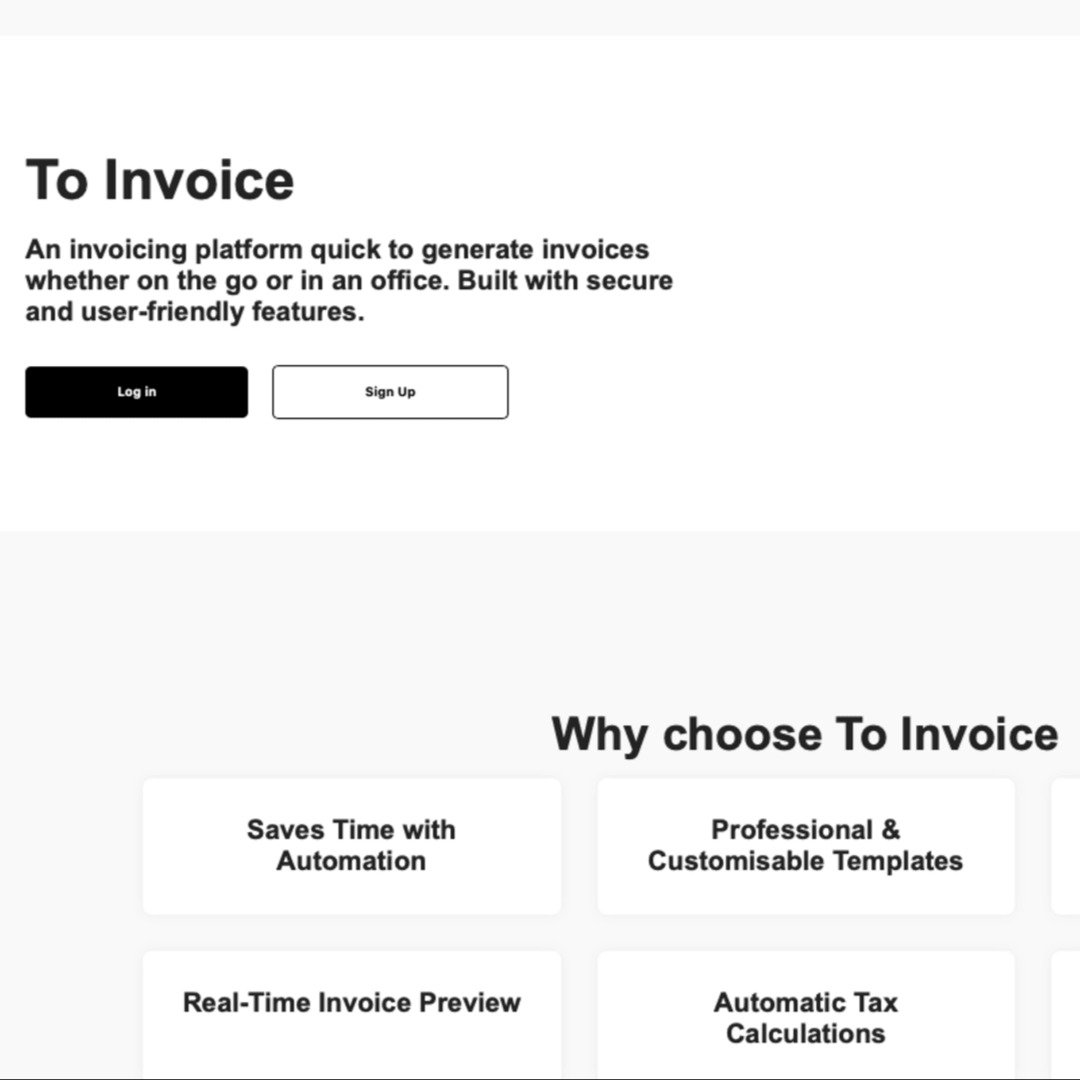 To Invoice
An invoicing platform quick to generate invoices
whether on the go or in an office. Built with secure
and user-friendly features.
Log in
Sign Up
Why choose To Invoice
Saves Time with
Automation
Professional &
Customisable Templates
Real-Time Invoice Preview
Automatic Tax
Calculations